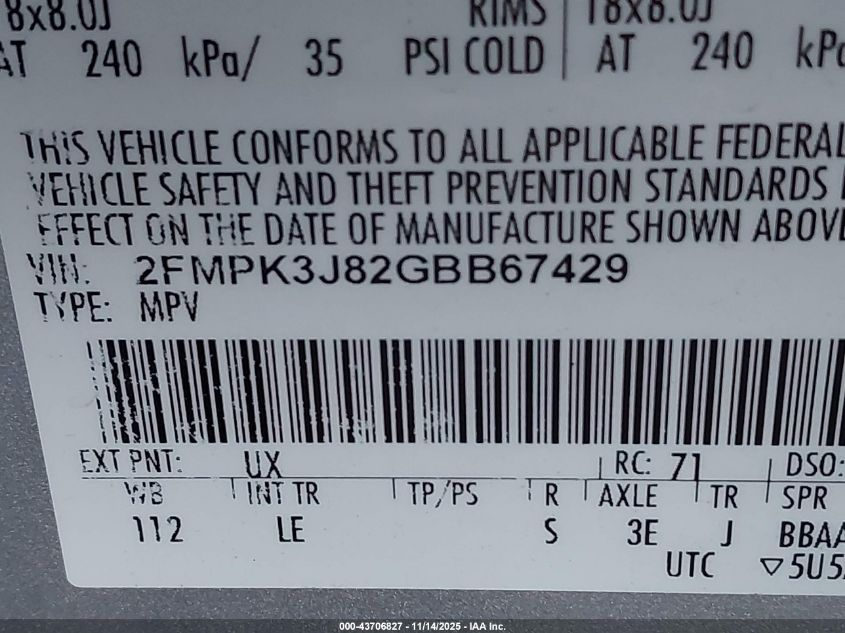 18x8.0J RIMS 18x8.0J
AT 240 kPa/ 35 PSI COLD AT 240 kPa
THIS VEHICLE CONFORMS TO ALL APPLICABLE FEDERAL
VEHICLE SAFETY AND THEFT PREVENTION STANDARDS
EFFECT ON THE DATE OF MANUFACTURE SHOWN ABOVE
VIN: 2FMPK3J82GBB67429
TYPE: MPV
EXT PNT: UX RC: 71 DSO:
WB INT TR TP/PS R AXLE TR SPR
112 LE S 3E J BBAA
UTC ▽5U5
000-43706827 - 11/14/2025 - IAA Inc.